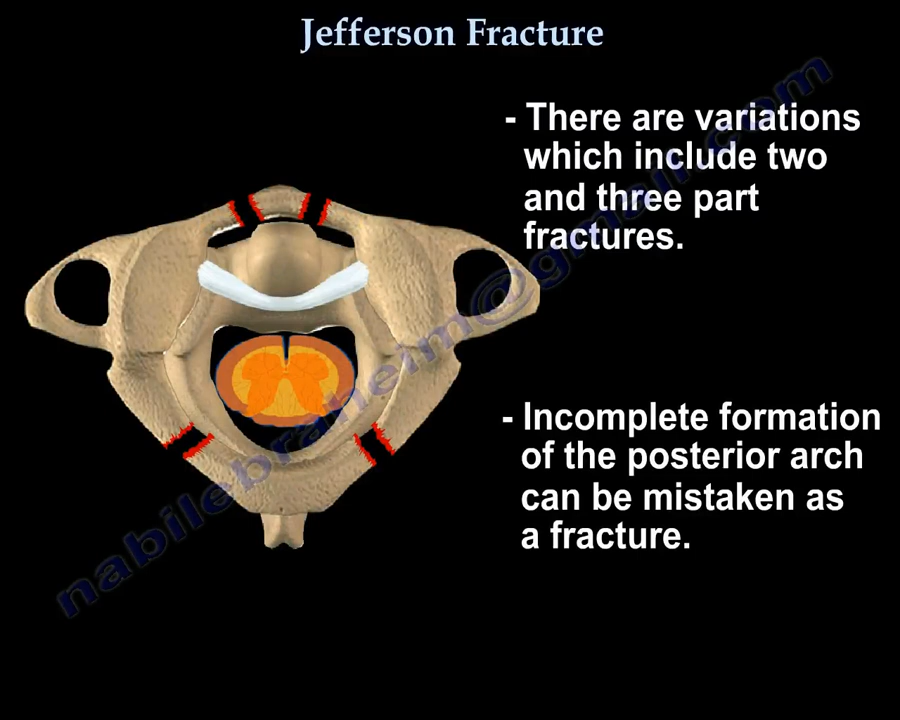 Jefferson Fracture
- There are variations
which include two
and three part
fractures.
- Incomplete formation
of the posterior arch
can be mistaken as
a fracture.
nabilebraheim@gmail.com